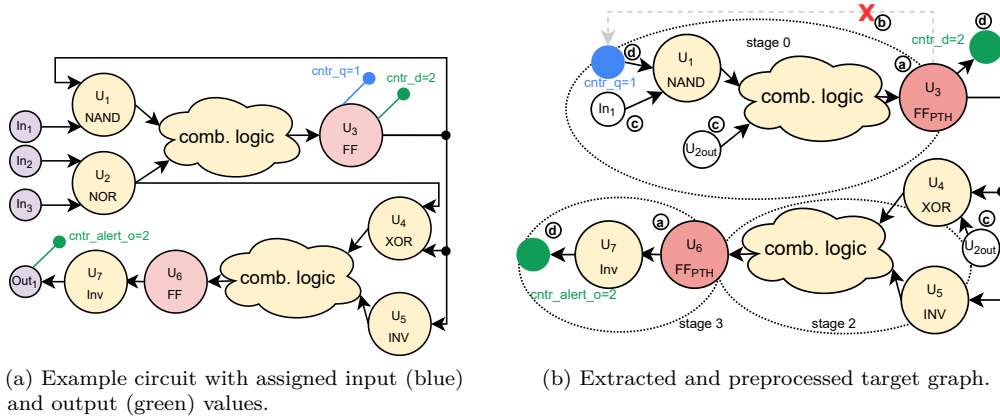 cntr_q=1
cntr_d=2
U1
NAND
In1
In2
In3
U2
NOR
comb. logic
U3
FF
cntr_alert_o=2
Out1
U7
Inv
U6
FF
comb. logic
U4
XOR
U5
INV
(a) Example circuit with assigned input (blue)
and output (green) values.
X
b
d
cntr_d=2
stage 0
a
d
cntr_q=1
U1
NAND
In1
c
comb. logic
c
U2out
U3
FFPTH
U4
XOR
c
U2out
d
cntr_alert_o=2
U7
Inv
a
U6
FFPTH
comb. logic
U5
INV
stage 3
stage 2
(b) Extracted and preprocessed target graph.